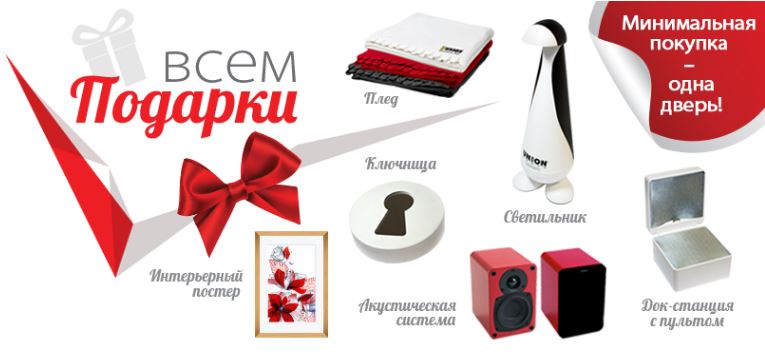 всем
Подарки
Плед
Ключница
UNION
Светильник
Минимальная
покупка
–
одна
дверь!
Интерьерный
постер
Акустическая
система
Док-станция
с пультом